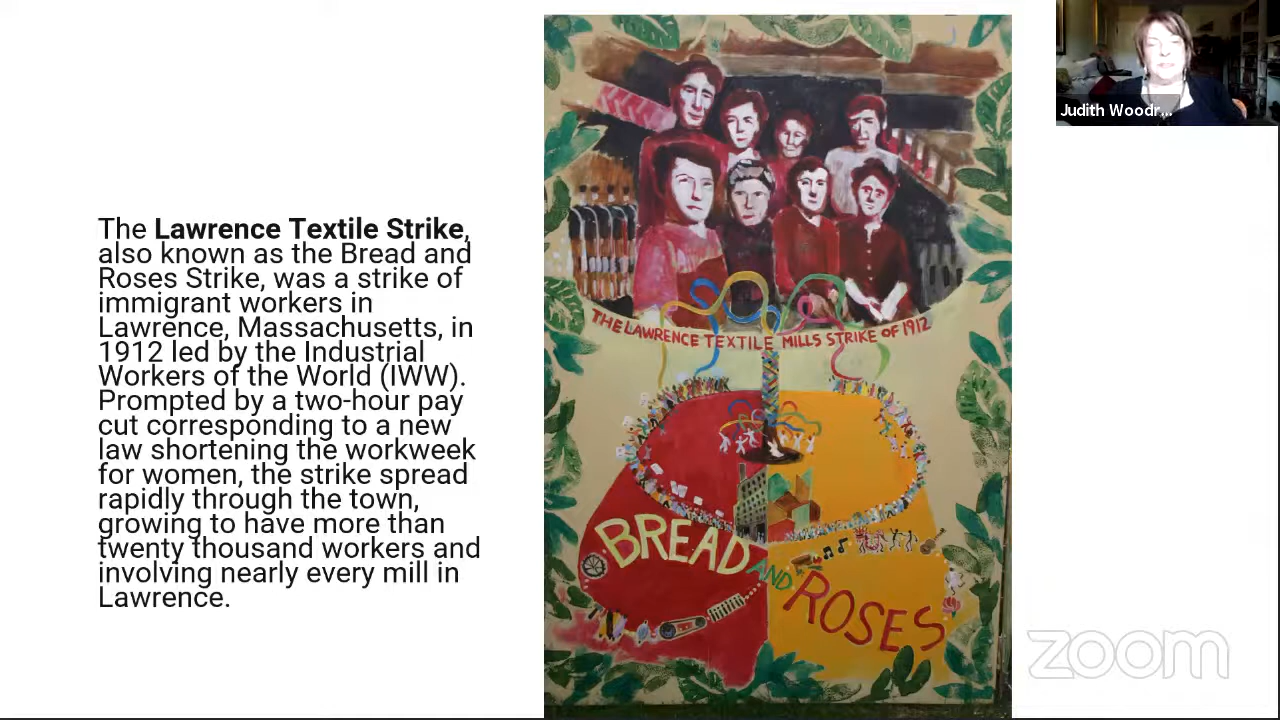 The Lawrence Textile Strike,
also known as the Bread and
Roses Strike, was a strike of
immigrant workers in
Lawrence, Massachusetts, in
1912 led by the Industrial
Workers of the World (IWW).
Prompted by a two-hour pay
cut corresponding to a new
law shortening the workweek
for women, the strike spread
rapidly through the town,
growing to have more than
twenty thousand workers and
involving nearly every mill in
Lawrence.
THE LAWRENCE TEXTILE MILLS STRIKE OF 1912
BREAD AND ROSES
Judith Woodr...
zoom